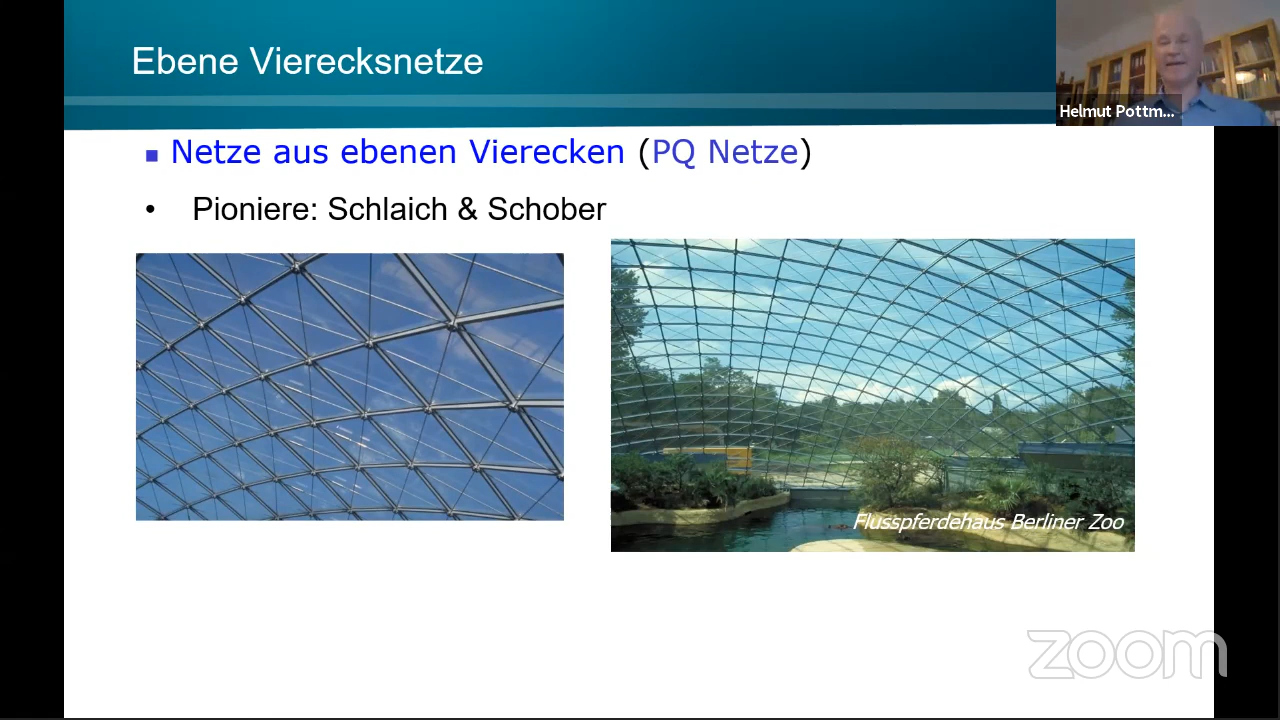 Ebene Vierecksnetze
Helmut Pottm...
Netze aus ebenen Vierecken (PQ Netze)
Pioniere: Schlaich & Schober
Flusspferdehaus Berliner Zoo
zoom